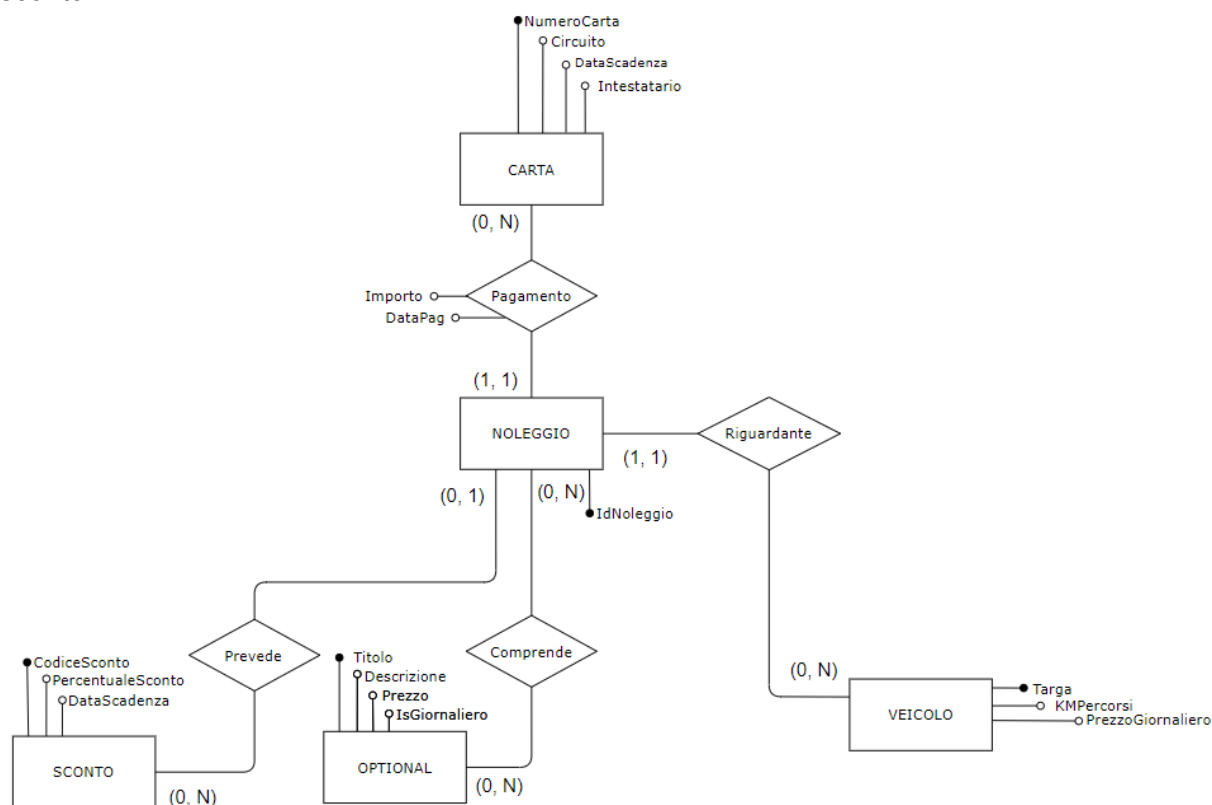 NumeroCarta
Circuito
DataScadenza
Intestatario
CARTA
(0, N)
Importo
Pagamento
DataPag
(1, 1)
NOLEGGIO
Riguardante
(1, 1)
(0, 1)
(0, N)
IdNoleggio
Prevede
Comprende
CodiceSconto
PercentualeSconto
DataScadenza
Titolo
Descrizione
Prezzo
IsGiornaliero
(0, N)
Targa
KMPercorsi
PrezzoGiornaliero
VEICOLO
SCONTO
OPTIONAL
(0, N)
(0, N)